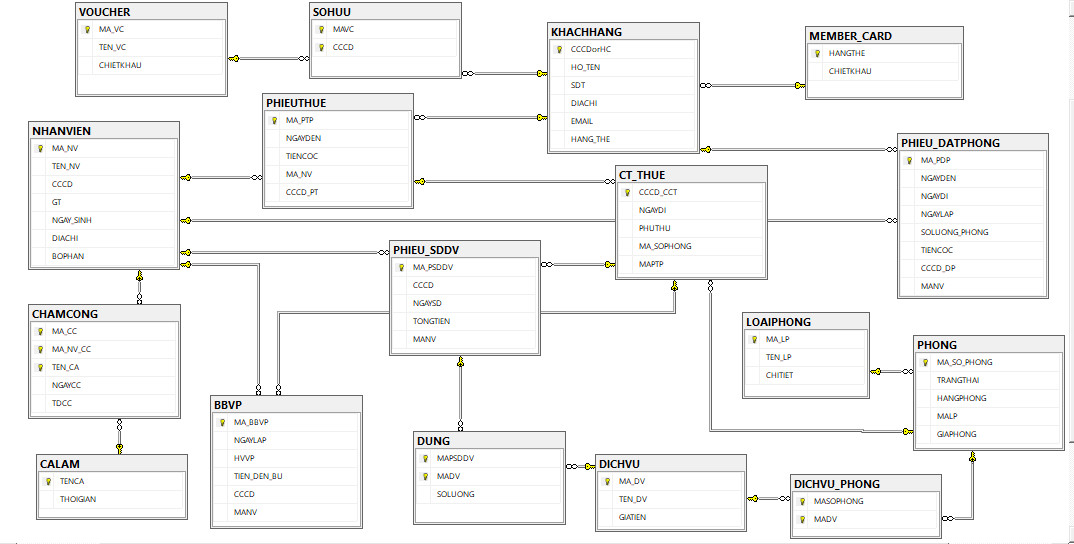 VOUCHER
MA_VC
TEN_VC
CHIETKHAU
SOHUU
MAVC
CCCD
KHACHHANG
CCCDorHC
HO_TEN
SDT
DIACHI
EMAIL
HANG_THE
MEMBER_CARD
HANGTHE
CHIETKHAU
PHIEUTHUE
MA_PTP
NGAYDEN
TIENCOC
MA_NV
CCCD_PT
NHANVIEN
MA_NV
TEN_NV
CCCD
GT
NGAY_SINH
DIACHI
BOPHAN
PHIEU_DATPHONG
MA_PDP
NGAYDEN
NGAYDI
NGAYLAP
SOLUONG_PHONG
TIENCOC
CCCD_DP
MANV
CT_THUE
CCCD_CCT
NGAYDI
PHUTHU
MA_SOPHONG
MAPTP
PHIEU_SDDV
MA_PSDDV
CCCD
NGAYSD
TONGTIEN
MANV
CHAMCONG
MA_CC
MA_NV_CC
TEN_CA
NGAYCC
TDCC
LOAIPHONG
MA_LP
TEN_LP
CHITIET
PHONG
MA_SO_PHONG
TRANGTHAI
HANGPHONG
MALP
GIAPHONG
BBVP
MA_BBVP
NGAYLAP
HVVP
TIEN_DEN_BU
CCCD
MANV
DUNG
MAPSDDV
MADV
SOLUONG
CALAM
TENCA
THOIGIAN
DICHVU
MA_DV
TEN_DV
GIATIEN
DICHVU_PHONG
MASOPHONG
MADV